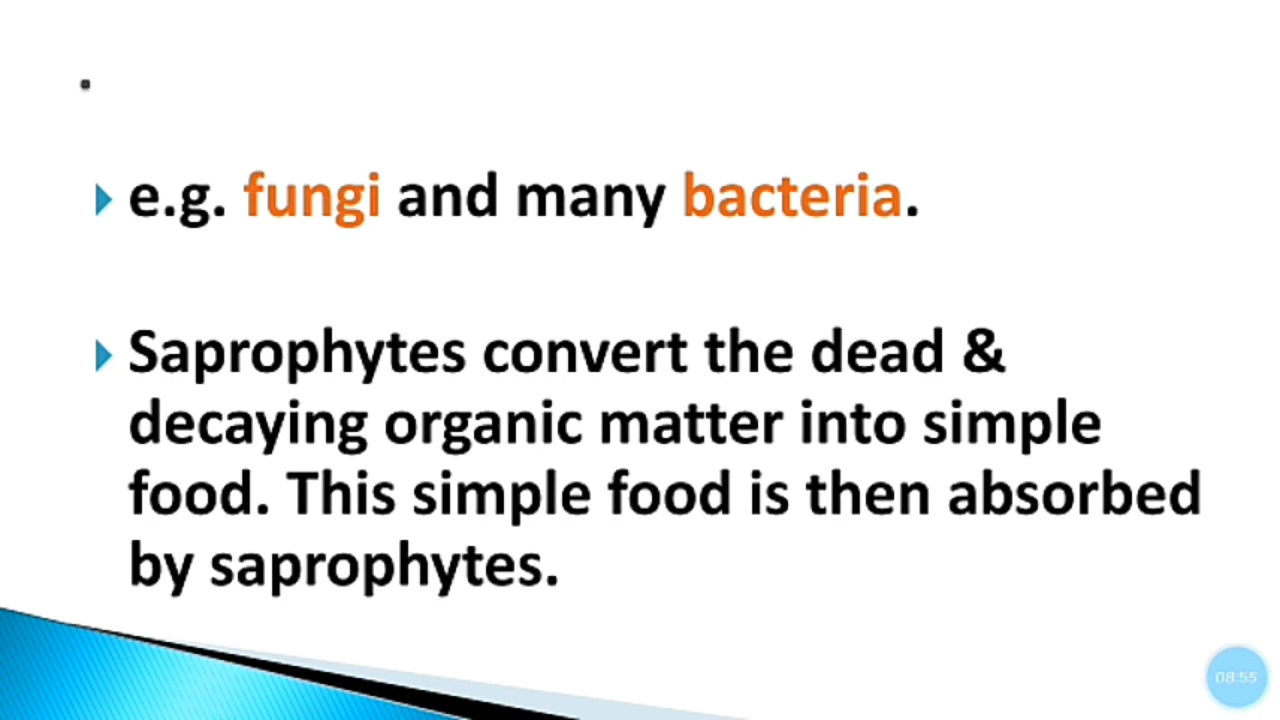 .
e.g. fungi and many bacteria.
Saprophytes convert the dead &
decaying organic matter into simple
food. This simple food is then absorbed
by saprophytes.
08:55